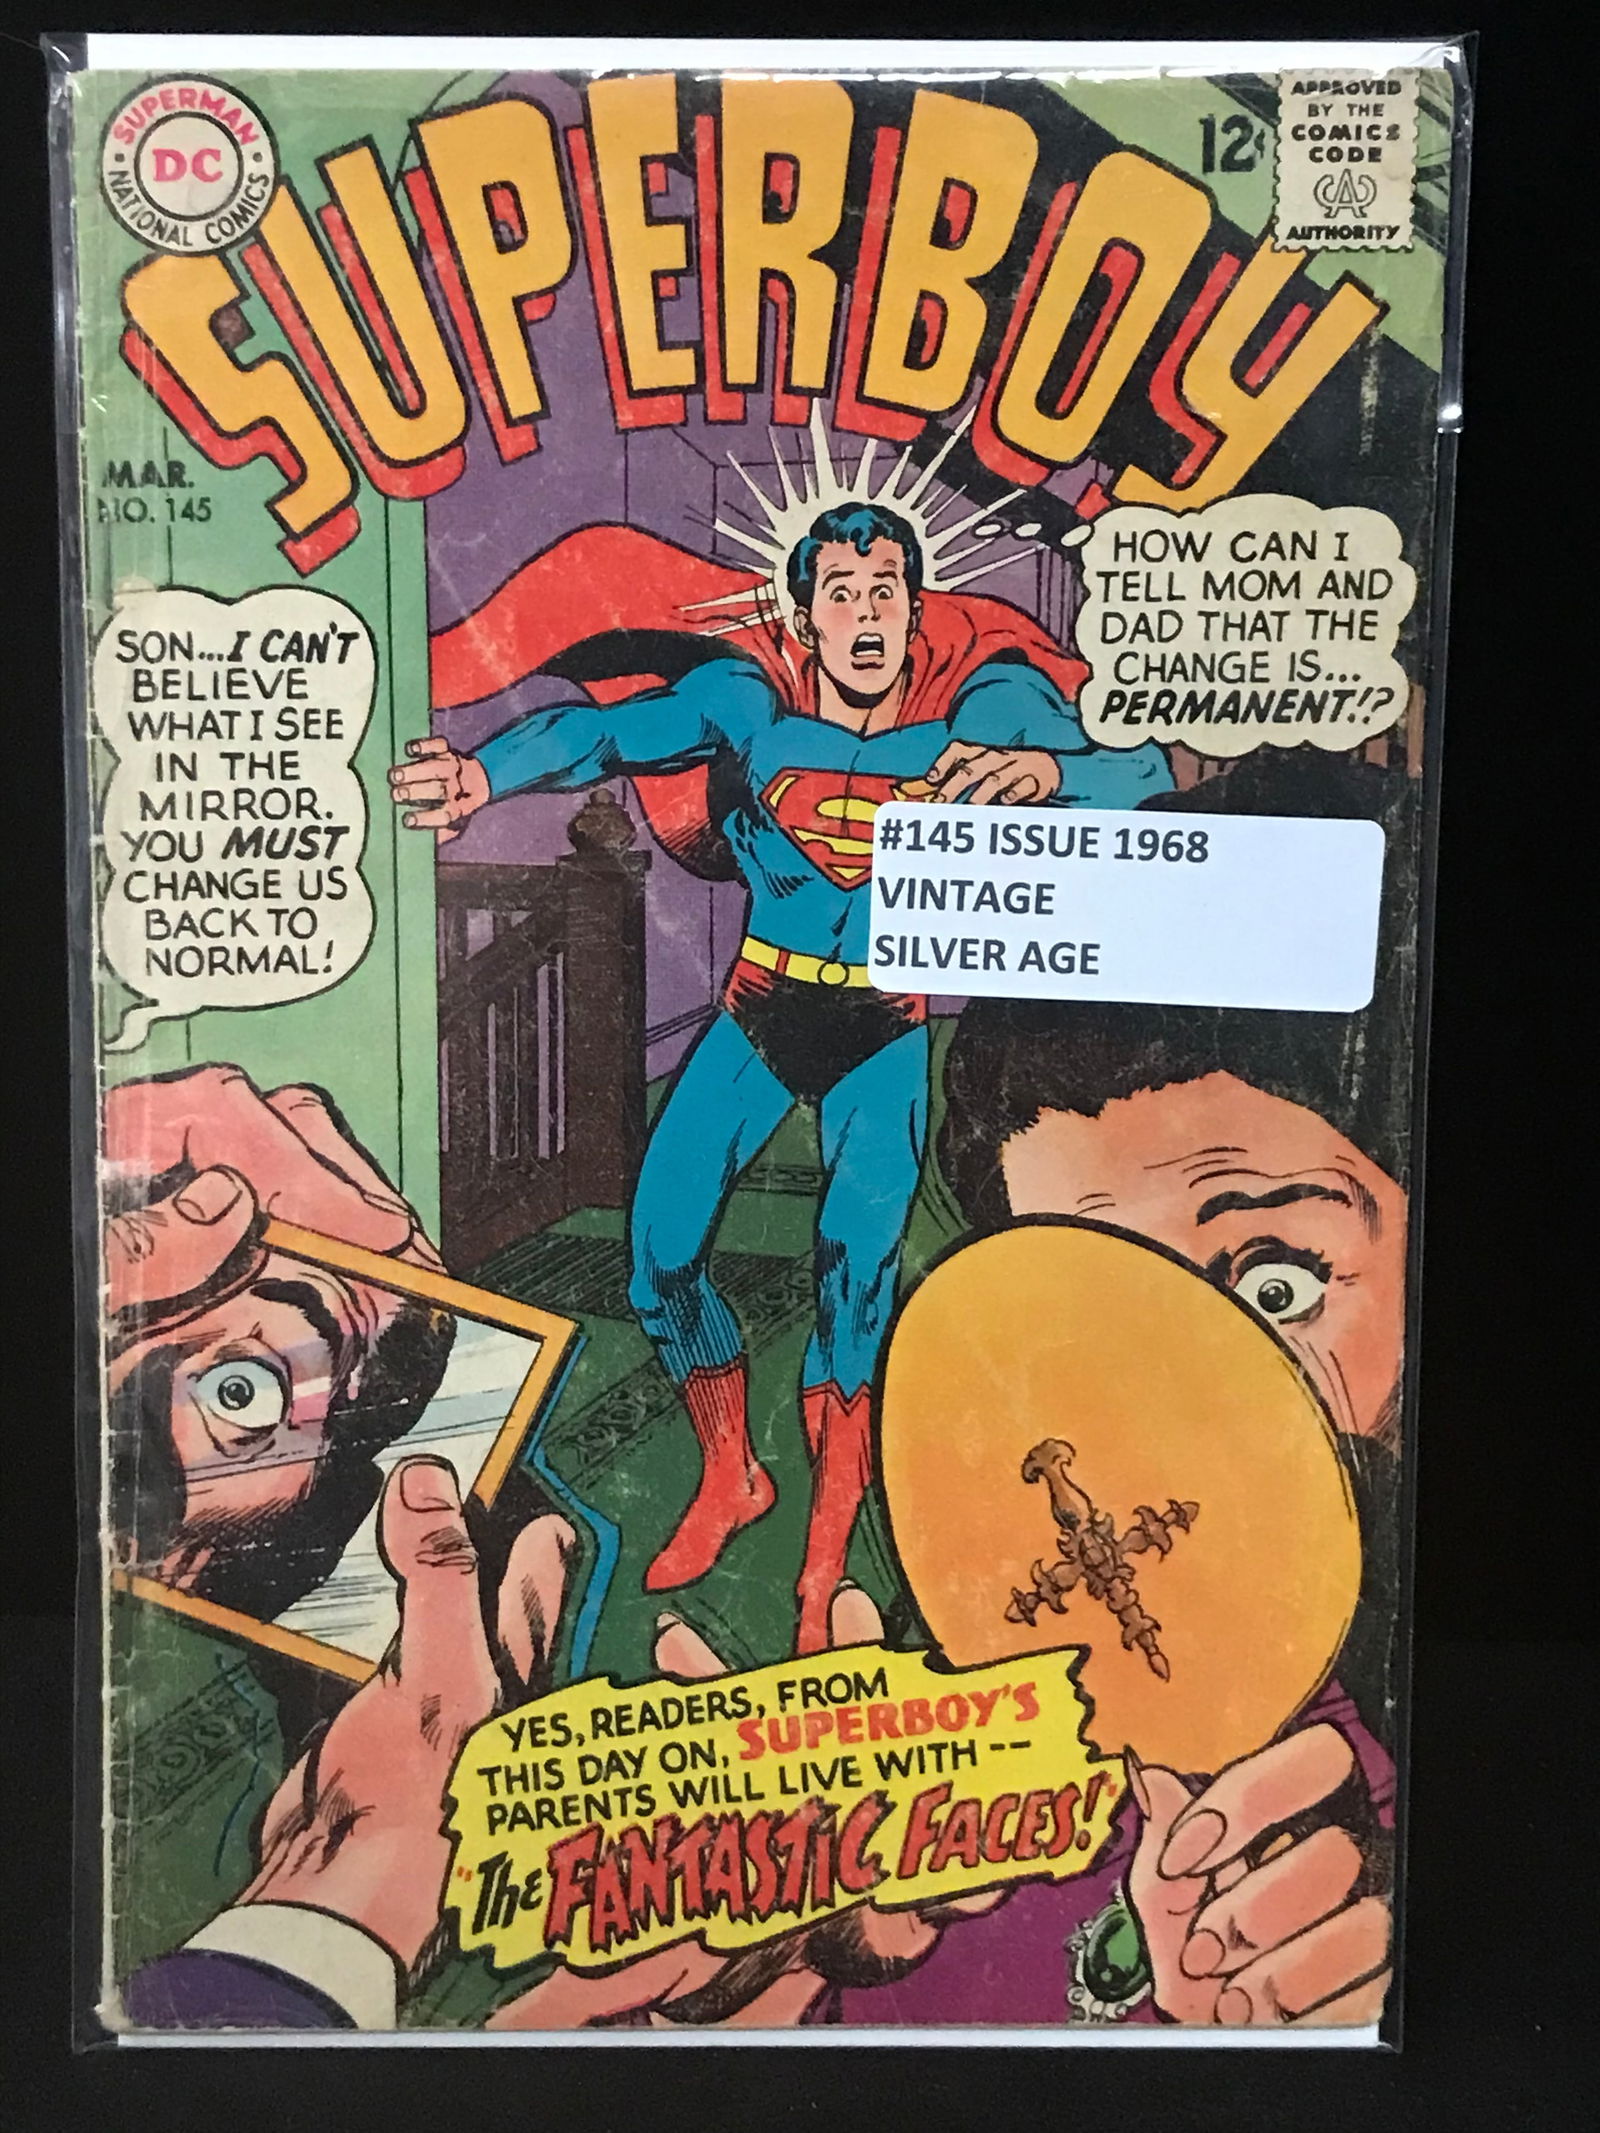 SUPERMAN
DC
NATIONAL COMICS
SUPERBOY
12¢
APPROVED
BY THE
COMICS
CODE
CA
AUTHORITY
MAR.
NO. 145
HOW CAN I
TELL MOM AND
DAD THAT THE
CHANGE IS...
PERMANENT!?
SON...I CAN'T
BELIEVE
WHAT I SEE
IN THE
MIRROR.
YOU MUST
CHANGE US
BACK TO
NORMAL!
S
#145 ISSUE 1968
VINTAGE
SILVER AGE
YES, READERS, FROM
THIS DAY ON, SUPERBOY'S
PARENTS WILL LIVE WITH --
"The FANTASTIC FACES!"